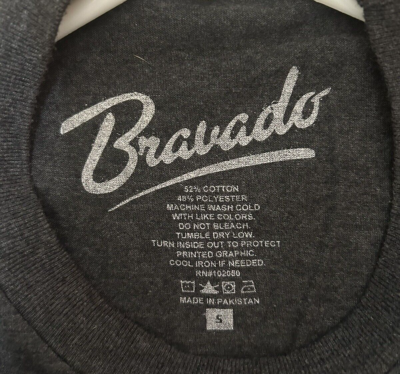 Bravado
52% COTTON
48% POLYESTER
MACHINE WASH COLD
WITH LIKE COLORS.
DO NOT BLEACH.
TUMBLE DRY LOW.
TURN INSIDE OUT TO PROTECT
PRINTED GRAPHIC.
COOL IRON IF NEEDED.
RN#102080
MADE IN PAKISTAN
S